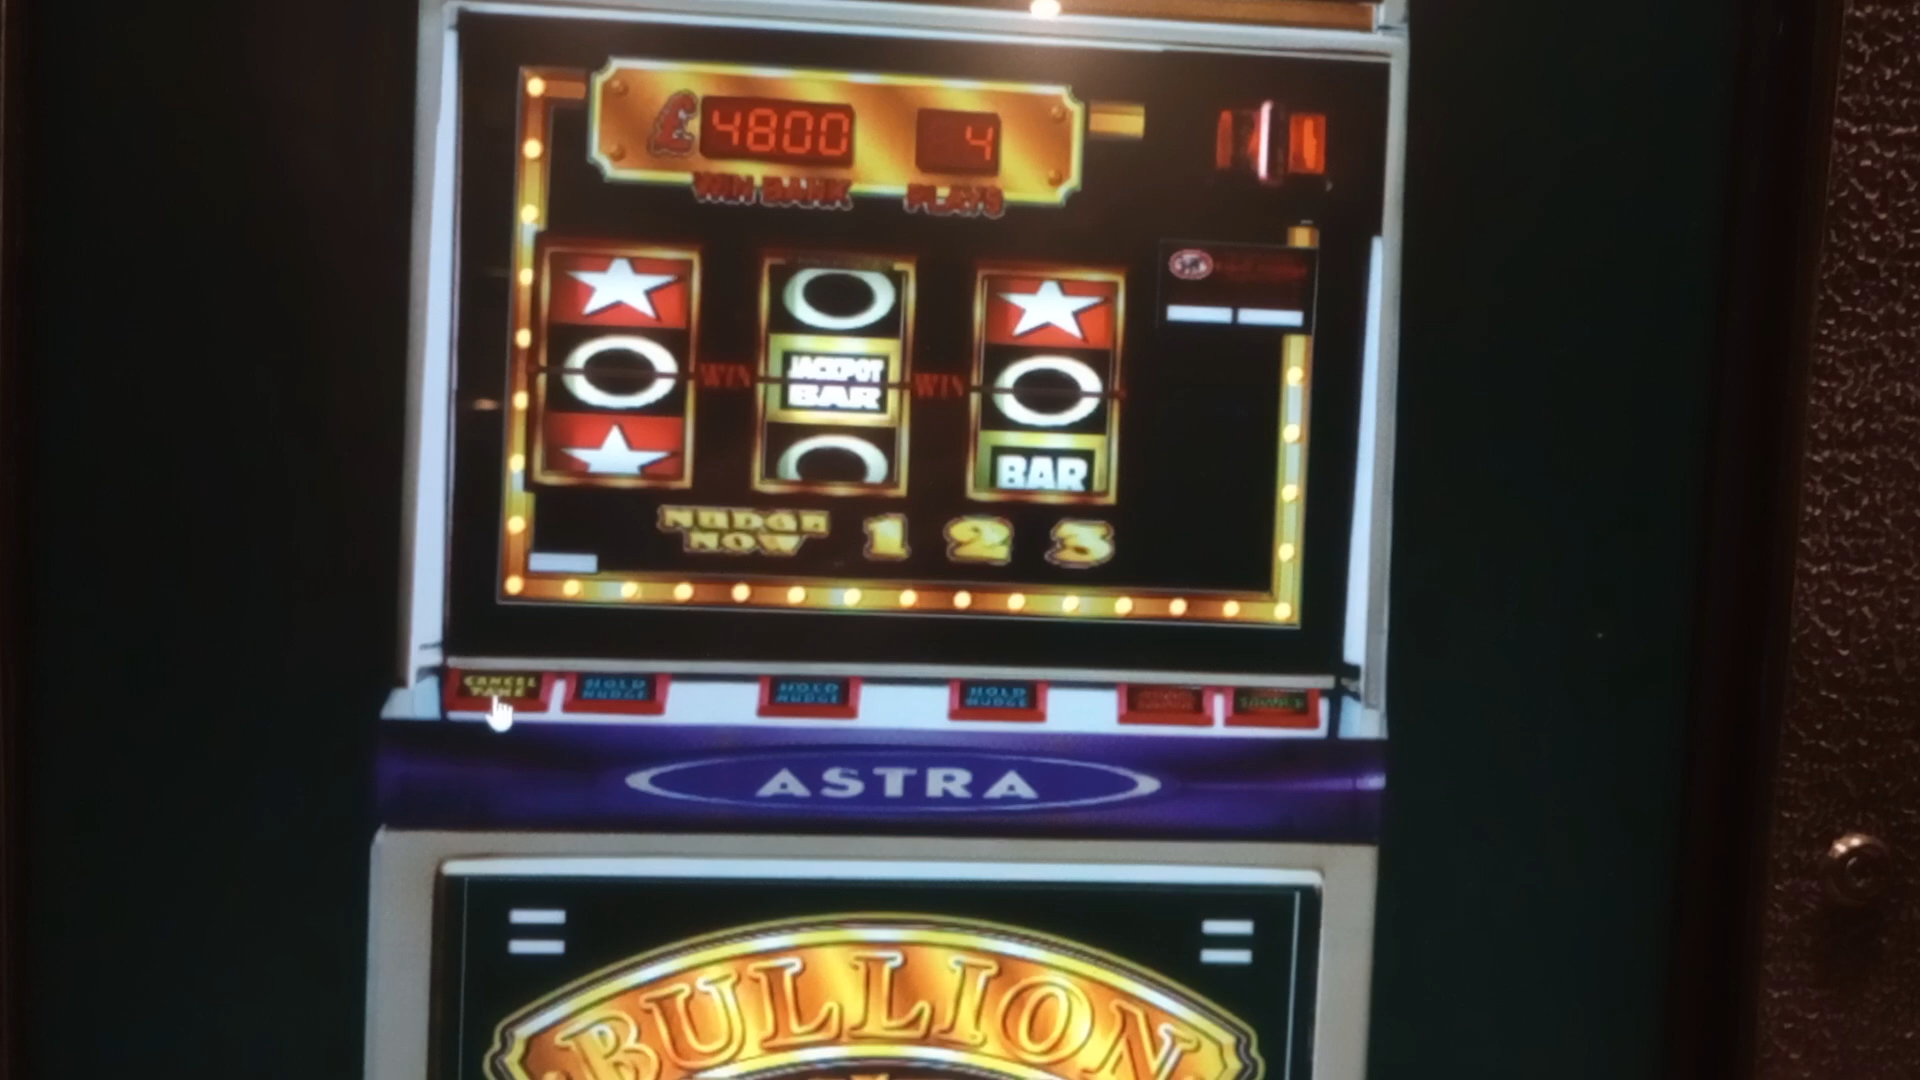 £ 4800 4
WIN BANK PLAYS
JACKPOT
BAR
WIN WIN
BAR
NUDGE
NOW 1 2 3
CANCEL
HOLD
NUDGE
HOLD
NUDGE
HOLD
NUDGE
ASTRA
BULLION